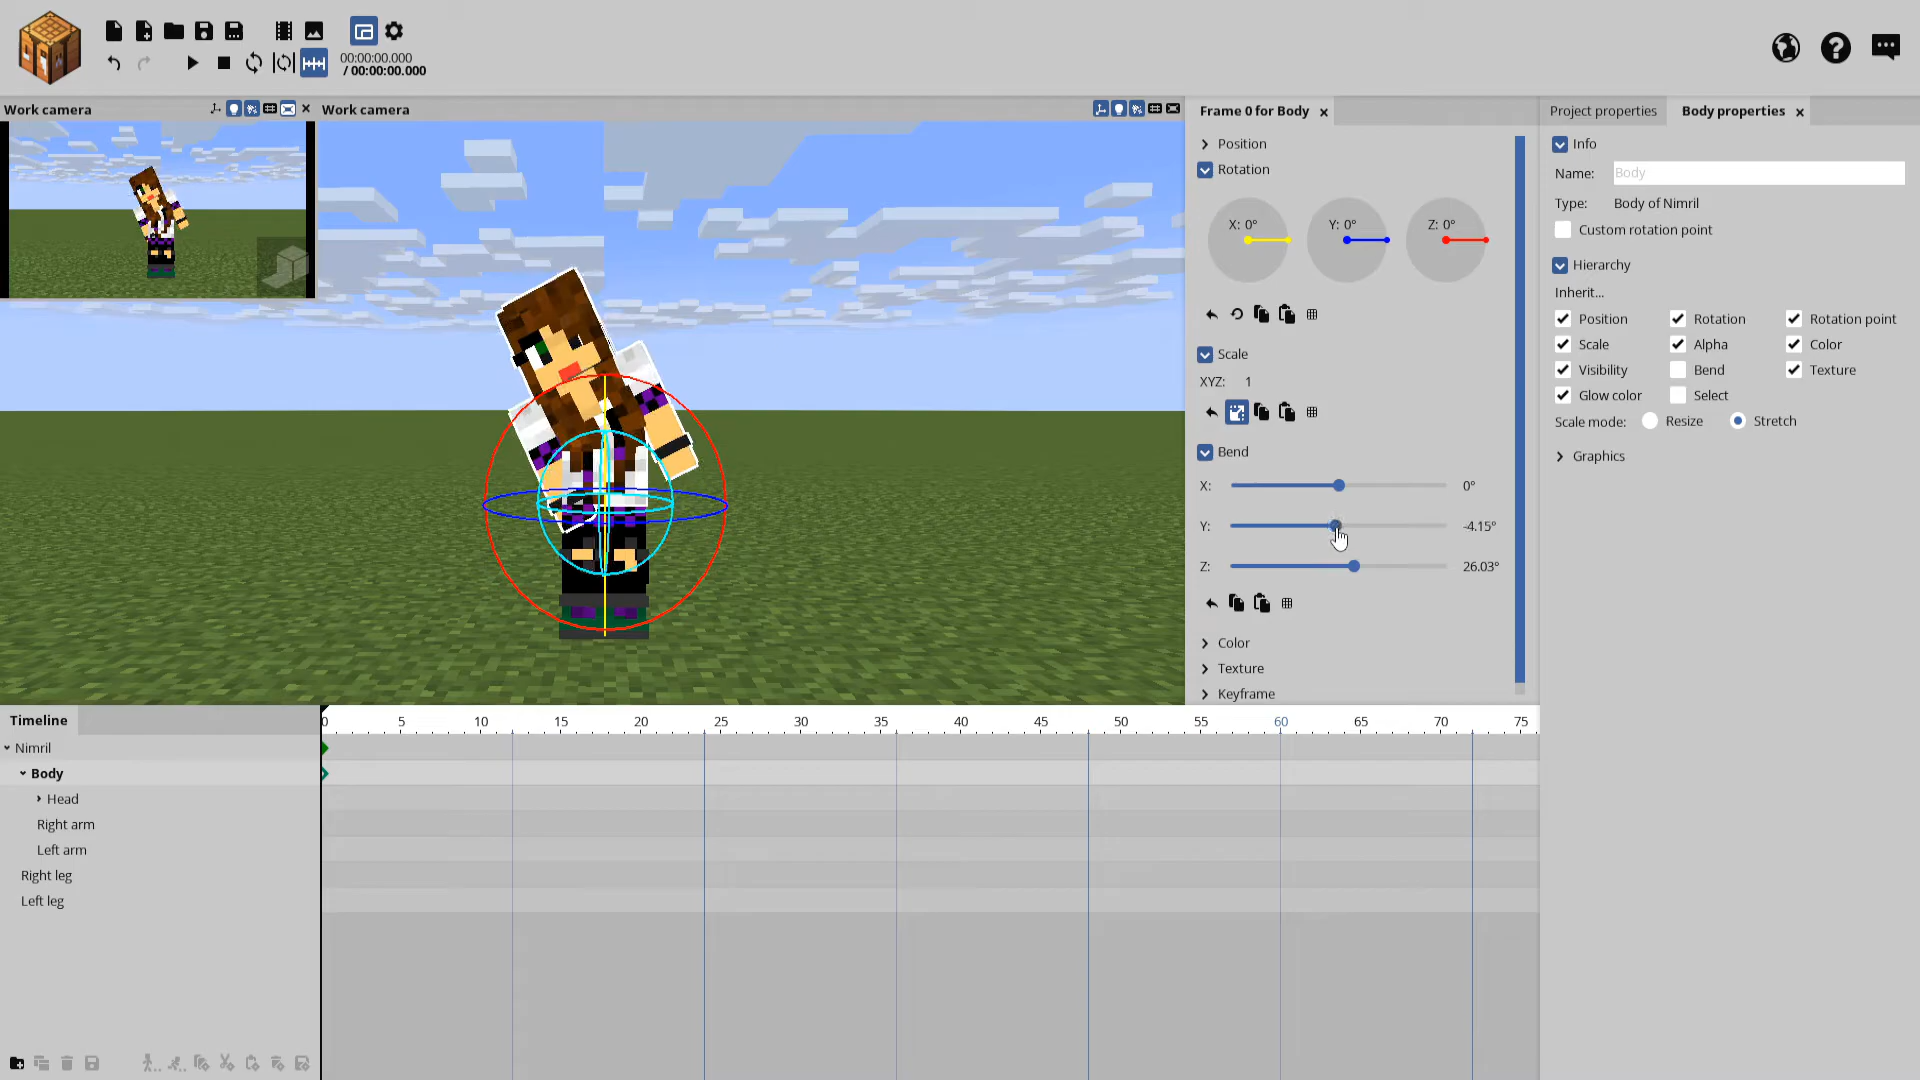 00:00:00.000
/ 00:00:00.000
Work camera
Work camera
Frame 0 for Body
Position
Rotation
X: 0° Y: 0° Z: 0°
Scale
XYZ: 1
Bend
X: 0°
Y: -4.15°
Z: 26.03°
Color
Texture
Keyframe
Project properties Body properties
Info
Name: Body
Type: Body of Nimril
Custom rotation point
Hierarchy
Inherit...
Position Rotation Rotation point
Scale Alpha Color
Visibility Bend Texture
Glow color Select
Scale mode: Resize Stretch
Graphics
Timeline
0 5 10 15 20 25 30 35 40 45 50 55 60 65 70 75
Nimril
Body
Head
Right arm
Left arm
Right leg
Left leg